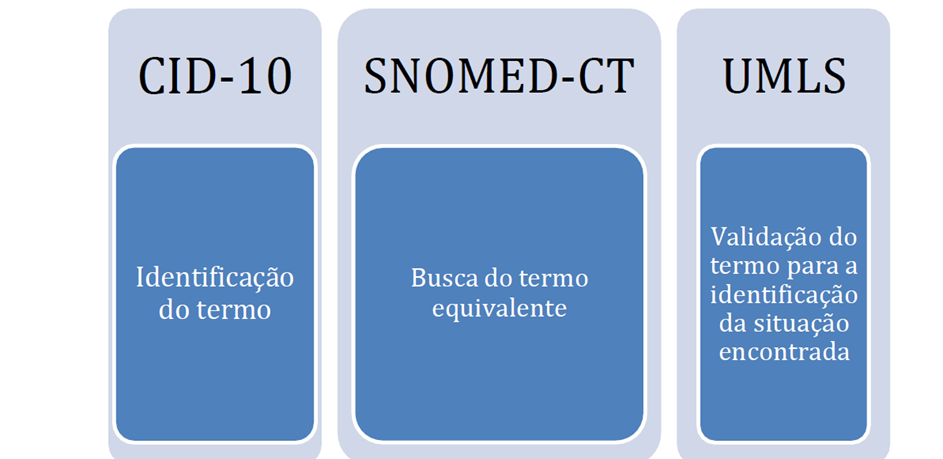 CID-10
Identificação
do termo
SNOMED-CT
Busca do termo
equivalente
UMLS
Validação do
termo para a
identificação
da situação
encontrada